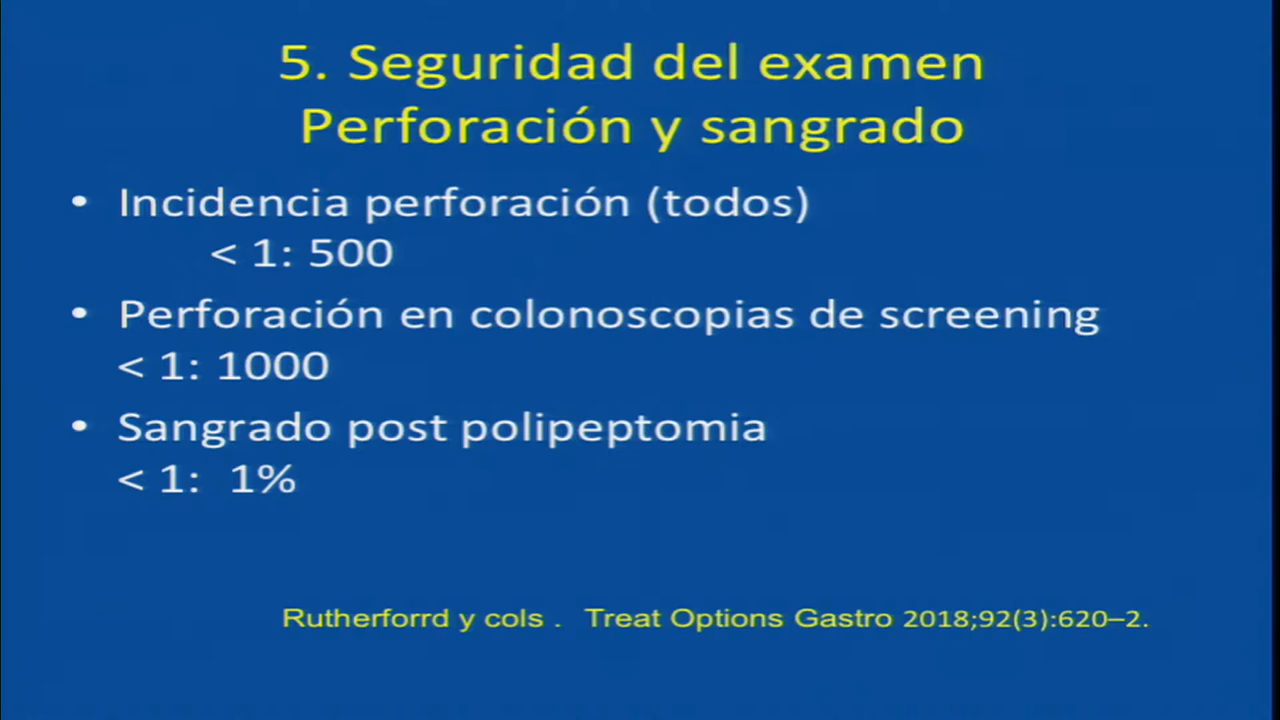 5. Seguridad del examen
Perforación y sangrado
• Incidencia perforación (todos)
< 1: 500
• Perforación en colonoscopias de screening
< 1: 1000
• Sangrado post polipeptomia
< 1: 1%
Rutherforrd y cols . Treat Options Gastro 2018;92(3):620–2.